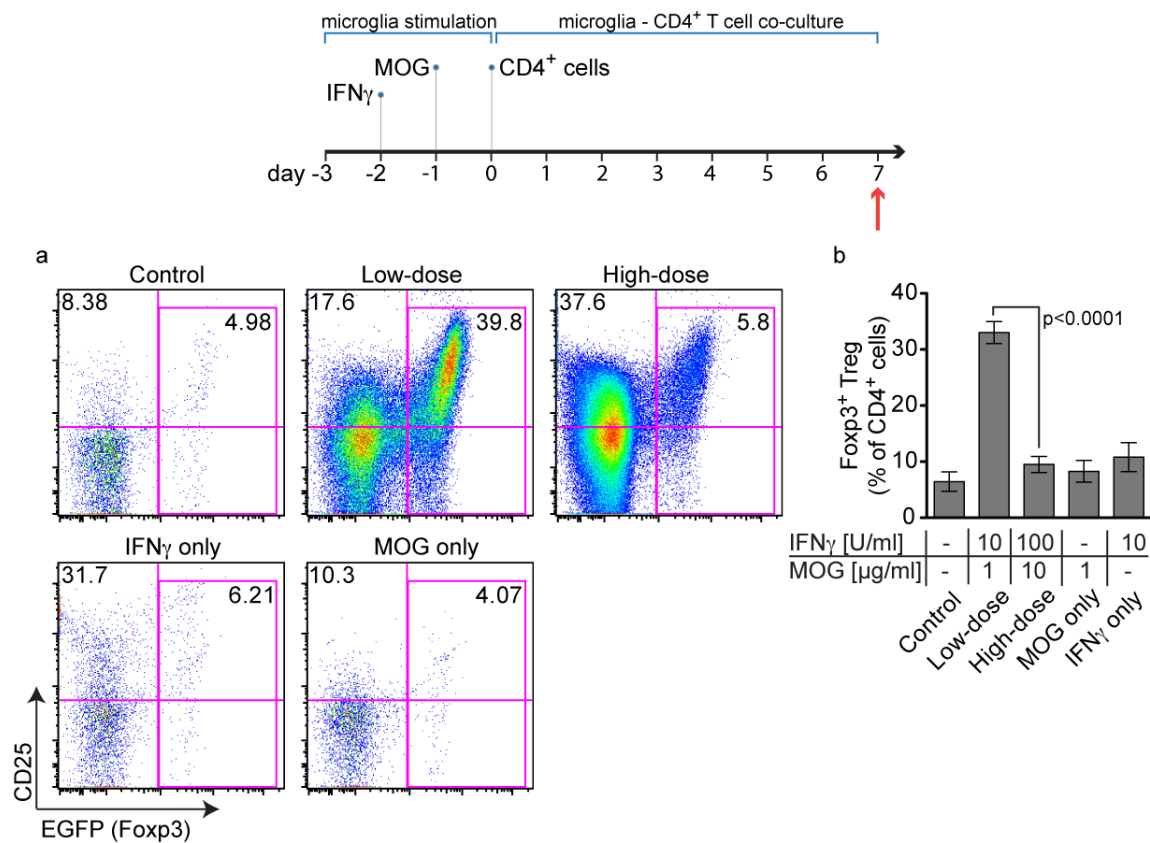 microglia stimulation microglia - CD4⁺ T cell co-culture
MOG CD4⁺ cells
IFNγ
day -3 -2 -1 0 1 2 3 4 5 6 7
a
Control Low-dose High-dose
8.38 4.98 17.6 39.8 37.6 5.8
IFNγ only MOG only
31.7 6.21 10.3 4.07
CD25
EGFP (Foxp3)
b
Foxp3⁺ Treg
(% of CD4⁺ cells)
40
30
20
10
0
p<0.0001
IFNγ [U/ml] - 10 100 - 10
MOG [µg/ml] - 1 10 1 -
Control Low-dose High-dose MOG only IFNγ only